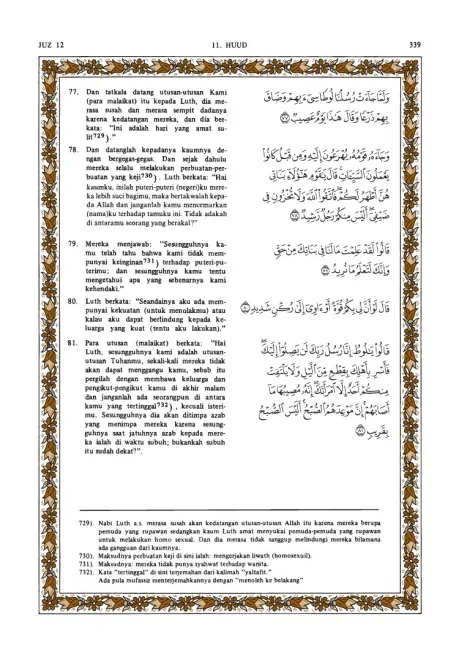 JUZ 12
11. HUUD
339
77. Dan tatkala datang utusan-utusan Kami
(para malaikat) itu kepada Luth, dia me-
rasa susah dan merasa sempit dadanya
karena kedatangan mereka, dan dia ber-
kata: "Ini adalah hari yang amat su-
lit729)."
78. Dan datanglah kepadanya kaumnya de-
ngan bergegas-gegas. Dan sejak dahulu
mereka selalu melakukan perbuatan-per-
buatan yang keji730). Luth berkata: "Hai
kaumku, inilah puteri-puteri (negeri)ku mere-
ka lebih suci bagimu, maka bertakwalah kepa-
da Allah dan janganlah kamu mencemarkan
(nama)ku terhadap tamuku ini. Tidak adakah
di antaramu seorang yang berakal?"
79. Mereka menjawab: "Sesungguhnya ka-
mu telah tahu bahwa kami tidak mem-
punyai keinginan731) terhadap puteri-pu-
terimu; dan sesungguhnya kamu tentu
mengetahui apa yang sebenarnya kami
kehendaki."
80. Luth berkata: "Seandainya aku ada mem-
punyai kekuatan (untuk menolakmu) atau
kalau aku dapat berlindung kepada ke-
luarga yang kuat (tentu aku lakukan)."
81. Para utusan (malaikat) berkata: "Hai
Luth, sesungguhnya kami adalah utusan-
utusan Tuhanmu, sekali-kali mereka tidak
akan dapat mengganggu kamu, sebab itu
pergilah dengan membawa keluarga dan
pengikut-pengikut kamu di akhir malam
dan janganlah ada seorangpun di antara
kamu yang tertinggal732), kecuali isteri-
mu. Sesungguhnya dia akan ditimpa azab
yang menimpa mereka karena sesung-
guhnya saat jatuhnya azab kepada mere-
ka ialah di waktu subuh; bukankah subuh
itu sudah dekat?".
وَلَمَّا جَاءَتْ رُسُلُنَا لُوطًا سِيءَ بِهِمْ وَضَاقَ
بِهِمْ ذَرْعًا وَقَالَ هَٰذَا يَوْمٌ عَصِيبٌ ﴿٧٧﴾
وَجَاءَهُ قَوْمُهُ يُهْرَعُونَ إِلَيْهِ وَمِن قَبْلُ كَانُوا
يَعْمَلُونَ السَّيِّئَاتِ قَالَ يَا قَوْمِ هَٰؤُلَاءِ بَنَاتِي
هُنَّ أَطْهَرُ لَكُمْ فَاتَّقُوا اللَّهَ وَلَا تُخْزُونِ فِي
ضَيْفِي أَلَيْسَ مِنكُمْ رَجُلٌ رَّشِيدٌ ﴿٧٨﴾
قَالُوا لَقَدْ عَلِمْتَ مَا لَنَا فِي بَنَاتِكَ مِنْ حَقٍّ
وَإِنَّكَ لَتَعْلَمُ مَا نُرِيدُ ﴿٧٩﴾
قَالَ لَوْ أَنَّ لِي بِكُمْ قُوَّةً أَوْ آوِي إِلَىٰ رُكْنٍ شَدِيدٍ ﴿٨٠﴾
قَالُوا يَا لُوطُ إِنَّا رُسُلُ رَبِّكَ لَن يَصِلُوا إِلَيْكَ
فَأَسْرِ بِأَهْلِكَ بِقِطْعٍ مِّنَ اللَّيْلِ وَلَا يَلْتَفِتْ
مِنكُمْ أَحَدٌ إِلَّا امْرَأَتَكَ إِنَّهُ مُصِيبُهَا مَا
أَصَابَهُمْ إِنَّ مَوْعِدَهُمُ الصُّبْحُ أَلَيْسَ الصُّبْحُ
بِقَرِيبٍ ﴿٨١﴾
729). Nabi Luth a.s. merasa susah akan kedatangan utusan-utusan Allah itu karena mereka berupa
pemuda yang rupawan sedangkan kaum Luth amat menyukai pemuda-pemuda yang rupawan
untuk melakukan homo sexual. Dan dia merasa tidak sanggup melindungi mereka bilamana
ada gangguan dari kaumnya.
730). Maksudnya perbuatan keji di sini ialah: mengerjakan liwath (homosexuil).
731). Maksudnya: mereka tidak punya syahwat terhadap wanita.
732). Kata "tertinggal" di sini terjemahan dari kalimat "yaltafit."
Ada pula mufassir menterjemahkannya dengan "menoleh ke belakang"